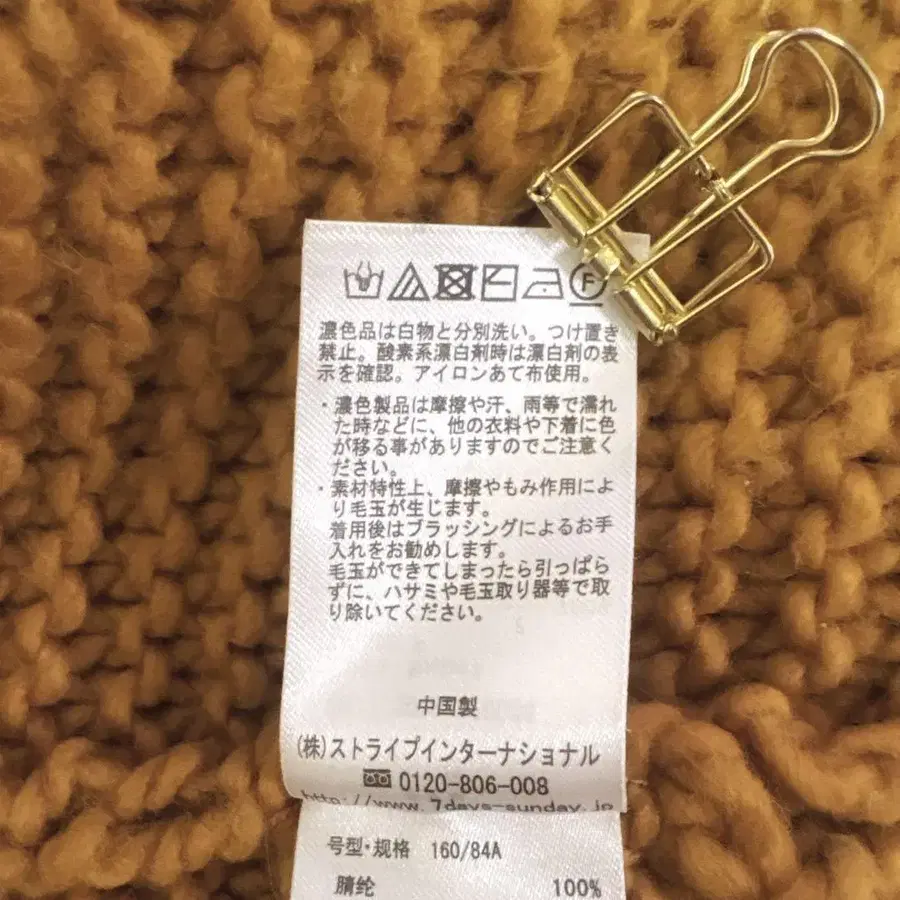 F
濃色品は白物と分別洗い。つけ置き
禁止。酸素系漂白剤時は漂白剤の表
示を確認。アイロンあて布使用。
・濃色製品は摩擦や汗、雨等で濡れ
た時などに、他の衣料や下着に色
が移る事がありますのでご注意く
ださい。
・素材特性上、摩擦やもみ作用によ
り毛玉が生じます。
着用後はブラッシングによるお手
入れをお勧めします。
毛玉ができてしまったら引っぱら
ずに、ハサミや毛玉取り器等で取
り除いてください。
中国製
(株)ストライプインターナショナル
0120-806-008
http://www.7days-sunday.jp
号型·规格 160/84A
腈纶 100%